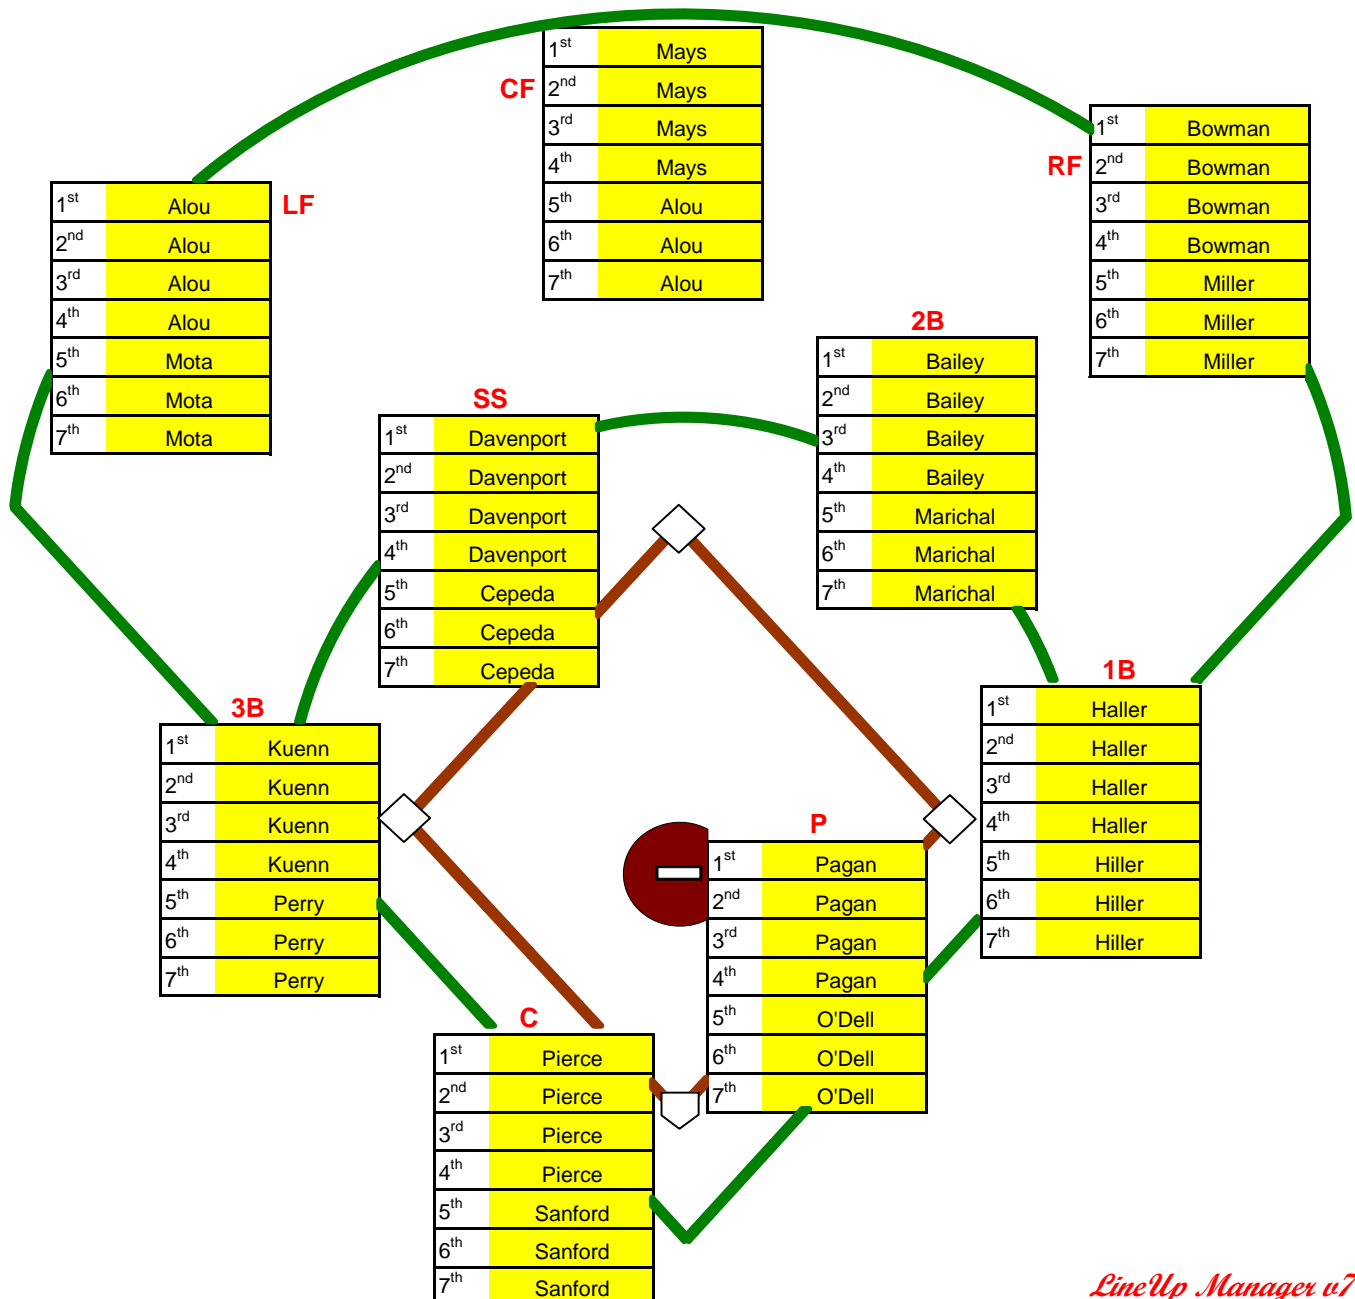 CF
1st Mays
2nd Mays
3rd Mays
4th Mays
5th Alou
6th Alou
7th Alou
RF
1st Bowman
2nd Bowman
3rd Bowman
4th Bowman
5th Miller
6th Miller
7th Miller
LF
1st Alou
2nd Alou
3rd Alou
4th Alou
5th Mota
6th Mota
7th Mota
2B
1st Bailey
2nd Bailey
3rd Bailey
4th Bailey
5th Marichal
6th Marichal
7th Marichal
SS
1st Davenport
2nd Davenport
3rd Davenport
4th Davenport
5th Cepeda
6th Cepeda
7th Cepeda
1B
1st Haller
2nd Haller
3rd Haller
4th Haller
5th Hiller
6th Hiller
7th Hiller
3B
1st Kuenn
2nd Kuenn
3rd Kuenn
4th Kuenn
5th Perry
6th Perry
7th Perry
P
1st Pagan
2nd Pagan
3rd Pagan
4th Pagan
5th O'Dell
6th O'Dell
7th O'Dell
C
1st Pierce
2nd Pierce
3rd Pierce
4th Pierce
5th Sanford
6th Sanford
7th Sanford
LineUp Manager v7